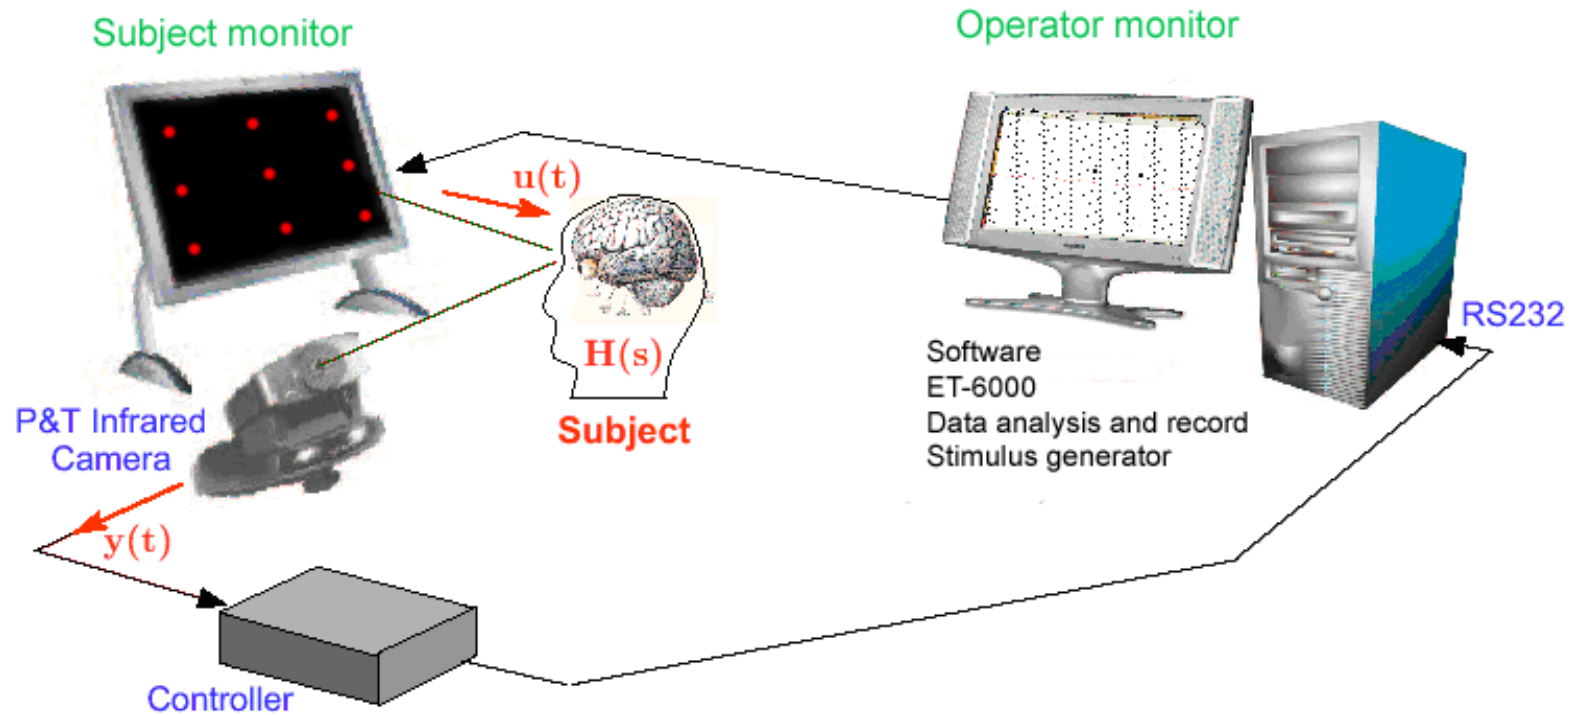 Subject monitor
Operator monitor
u(t)
H(s)
Subject
RS232
Software
ET-6000
Data analysis and record
Stimulus generator
P&T Infrared
Camera
y(t)
Controller